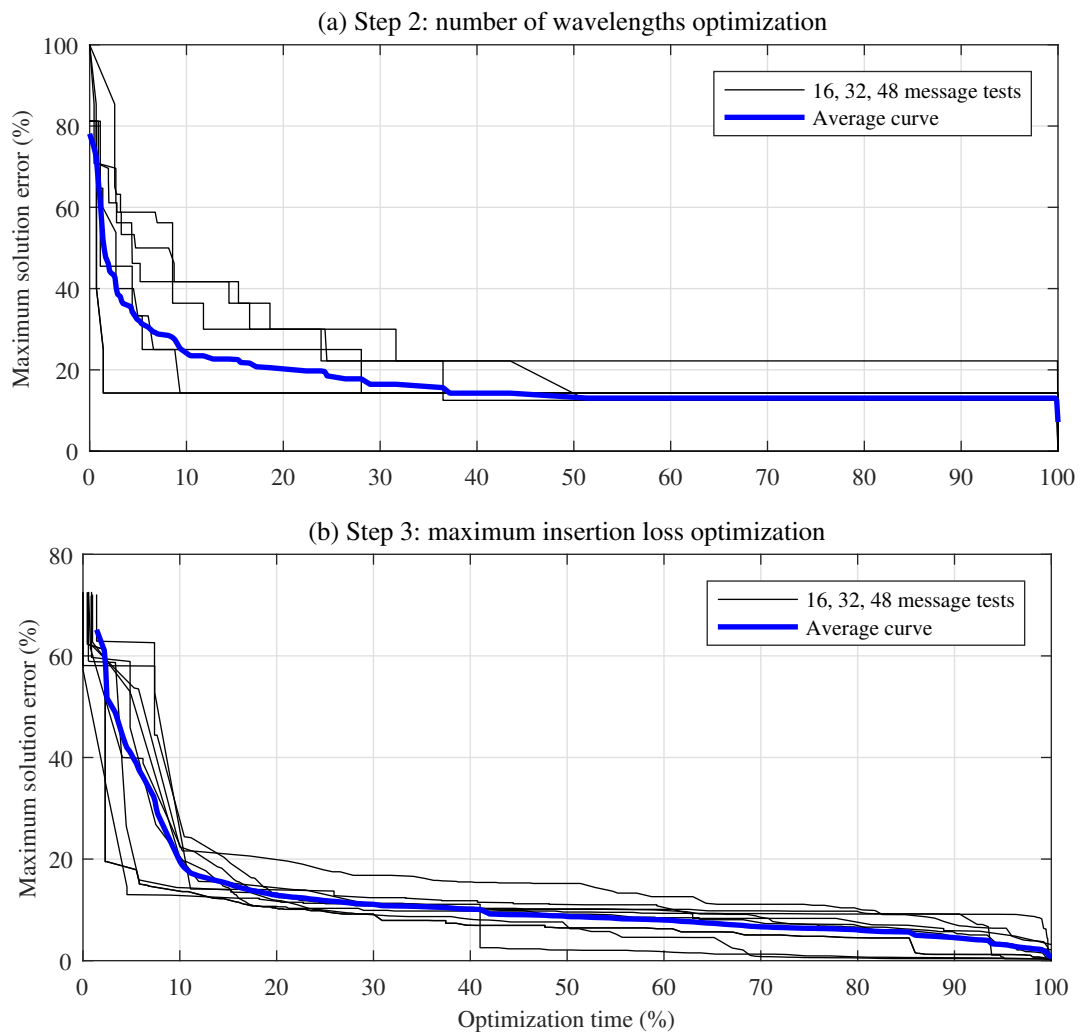 (a) Step 2: number of wavelengths optimization
100
80
60
40
20
0
Maximum solution error (%)
16, 32, 48 message tests
Average curve
0 10 20 30 40 50 60 70 80 90 100
(b) Step 3: maximum insertion loss optimization
80
60
40
20
0
Maximum solution error (%)
16, 32, 48 message tests
Average curve
0 10 20 30 40 50 60 70 80 90 100
Optimization time (%)